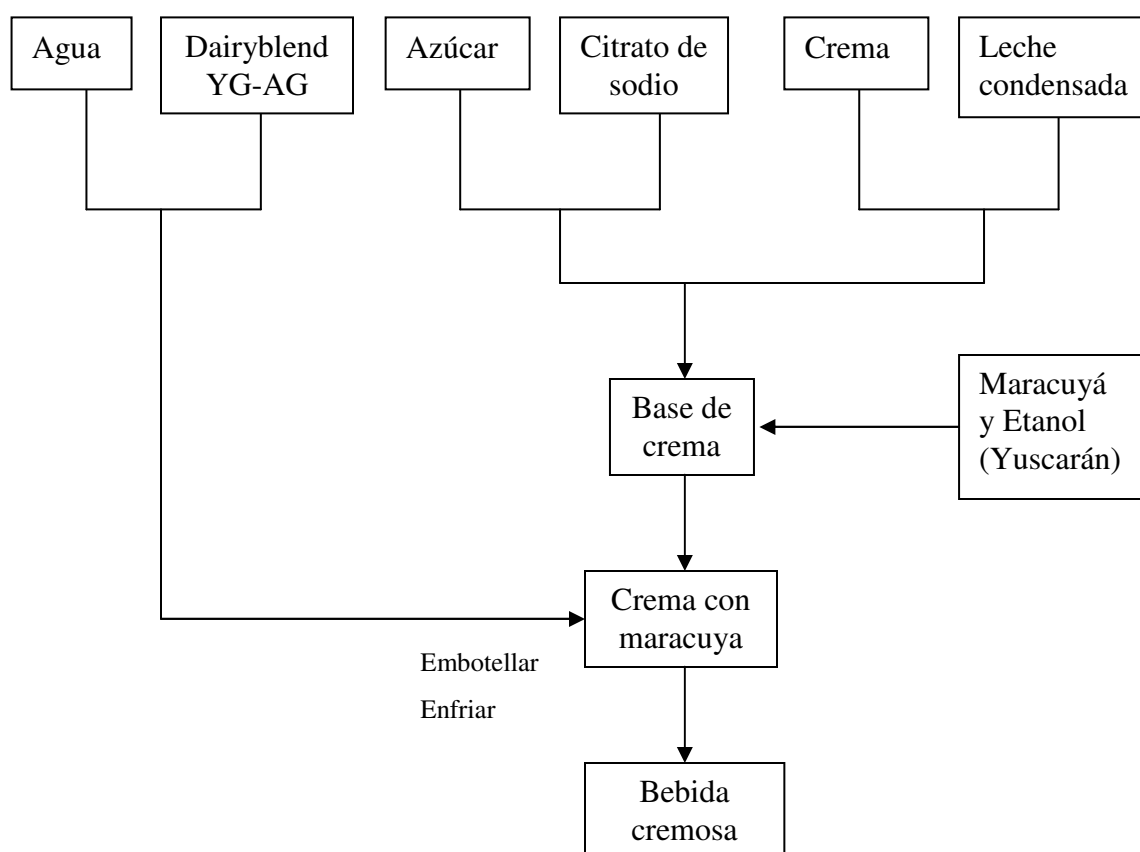 Agua
Dairyblend
YG-AG
Azúcar
Citrato de
sodio
Crema
Leche
condensada
Base de
crema
Maracuyá
y Etanol
(Yuscarán)
Crema con
maracuya
Embotellar
Enfriar
Bebida
cremosa